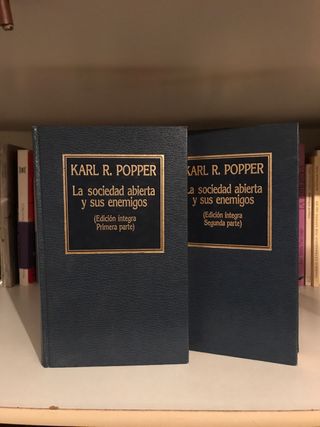 KARL R. POPPER
La sociedad abierta
y sus enemigos
(Edición íntegra
Primera parte)
KARL R. POPPER
La sociedad abierta
y sus enemigos
(Edición íntegra
Segunda parte)